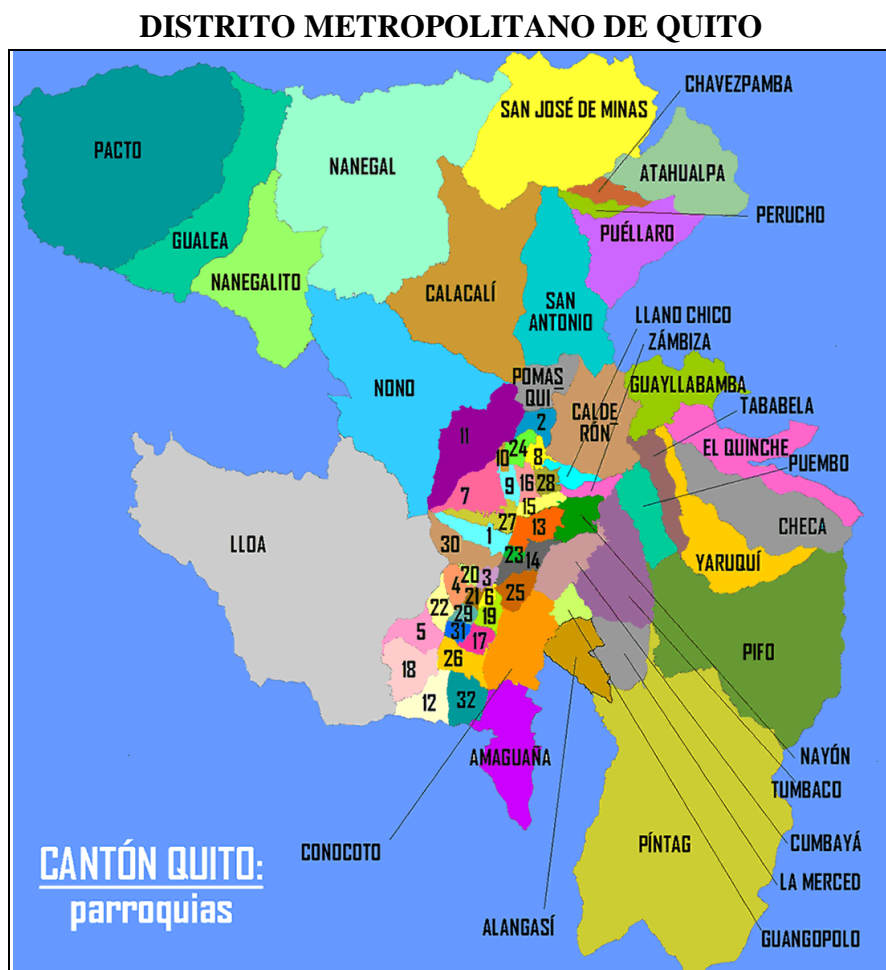 DISTRITO METROPOLITANO DE QUITO
CHAVEZPAMBA
SAN JOSÉ DE MINAS
PACTO
NANEGAL
ATAHUALPA
PERUCHO
GUALEA
PUÉLLARO
NANEGALITO
CALACALÍ
SAN
ANTONIO
LLANO CHICO
ZÁMBIZA
POMAS
QUI
GUAYLLABAMBA
NONO
CALDE
RÓN
TABABELA
2
11
24
EL QUINCHE
10
8
PUEMBO
9
16
28
7
15
27
13
CHECA
1
LLOA
30
23
14
YARUQUÍ
20
3
4
21
6
25
22
29
19
5
31
17
PIFO
26
18
12
32
NAYÓN
AMAGUAÑA
TUMBACO
PÍNTAG
CUMBAYÁ
CONOCOTO
CANTÓN QUITO:
LA MERCED
parroquias
ALANGASÍ
GUANGOPOLO